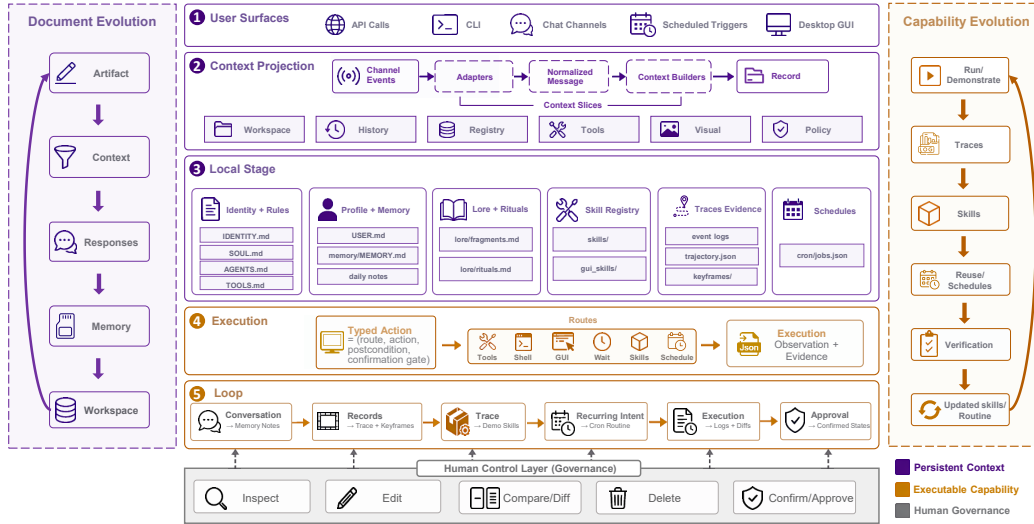 Document Evolution
Artifact
Context
Responses
Memory
Workspace
1 User Surfaces
API Calls
CLI
Chat Channels
Scheduled Triggers
Desktop GUI
2 Context Projection
Channel
Events
Adapters
Normalized
Message
Context Builders
Record
Context Slices
Workspace
History
Registry
Tools
Visual
Policy
3 Local Stage
Identity + Rules
IDENTITY.md
SOUL.md
AGENTS.md
TOOLS.md
Profile + Memory
USER.md
memory/MEMORY.md
daily notes
Lore + Rituals
lore/fragments.md
lore/rituals.md
Skill Registry
skills/
gui_skills/
Traces Evidence
event logs
trajectory.json
keyframes/
Schedules
cron/jobs.json
4 Execution
Typed Action
= (route, action,
postcondition,
confirmation gate)
Routes
Tools
Shell
GUI
Wait
Skills
Schedule
Json
Execution
Observation +
Evidence
5 Loop
Conversation
→ Memory Notes
Records
→ Trace + Keyframes
Trace
→ Demo Skills
Recurring Intent
→ Cron Routine
Execution
→ Logs + Diffs
Approval
→ Confirmed States
Human Control Layer (Governance)
Inspect
Edit
Compare/Diff
Delete
Confirm/Approve
Capability Evolution
Run/
Demonstrate
Traces
Skills
Reuse/
Schedules
Verification
Updated skills/
Routine
Persistent Context
Executable Capability
Human Governance